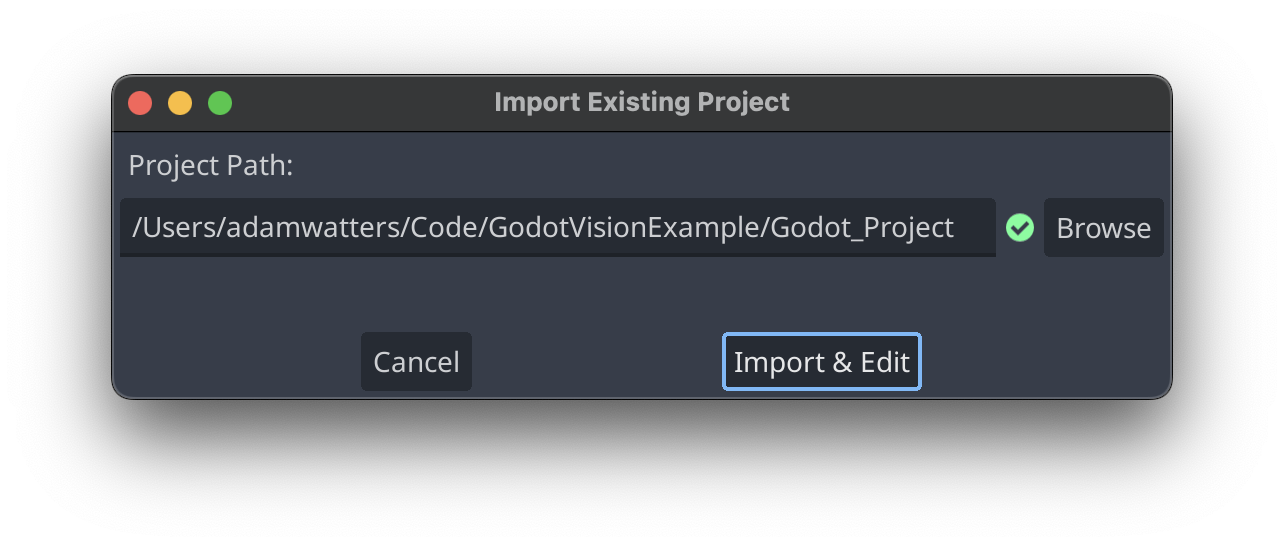 Import Existing Project
Project Path:
/Users/adamwatters/Code/GodotVisionExample/Godot_Project
Browse
Cancel
Import & Edit